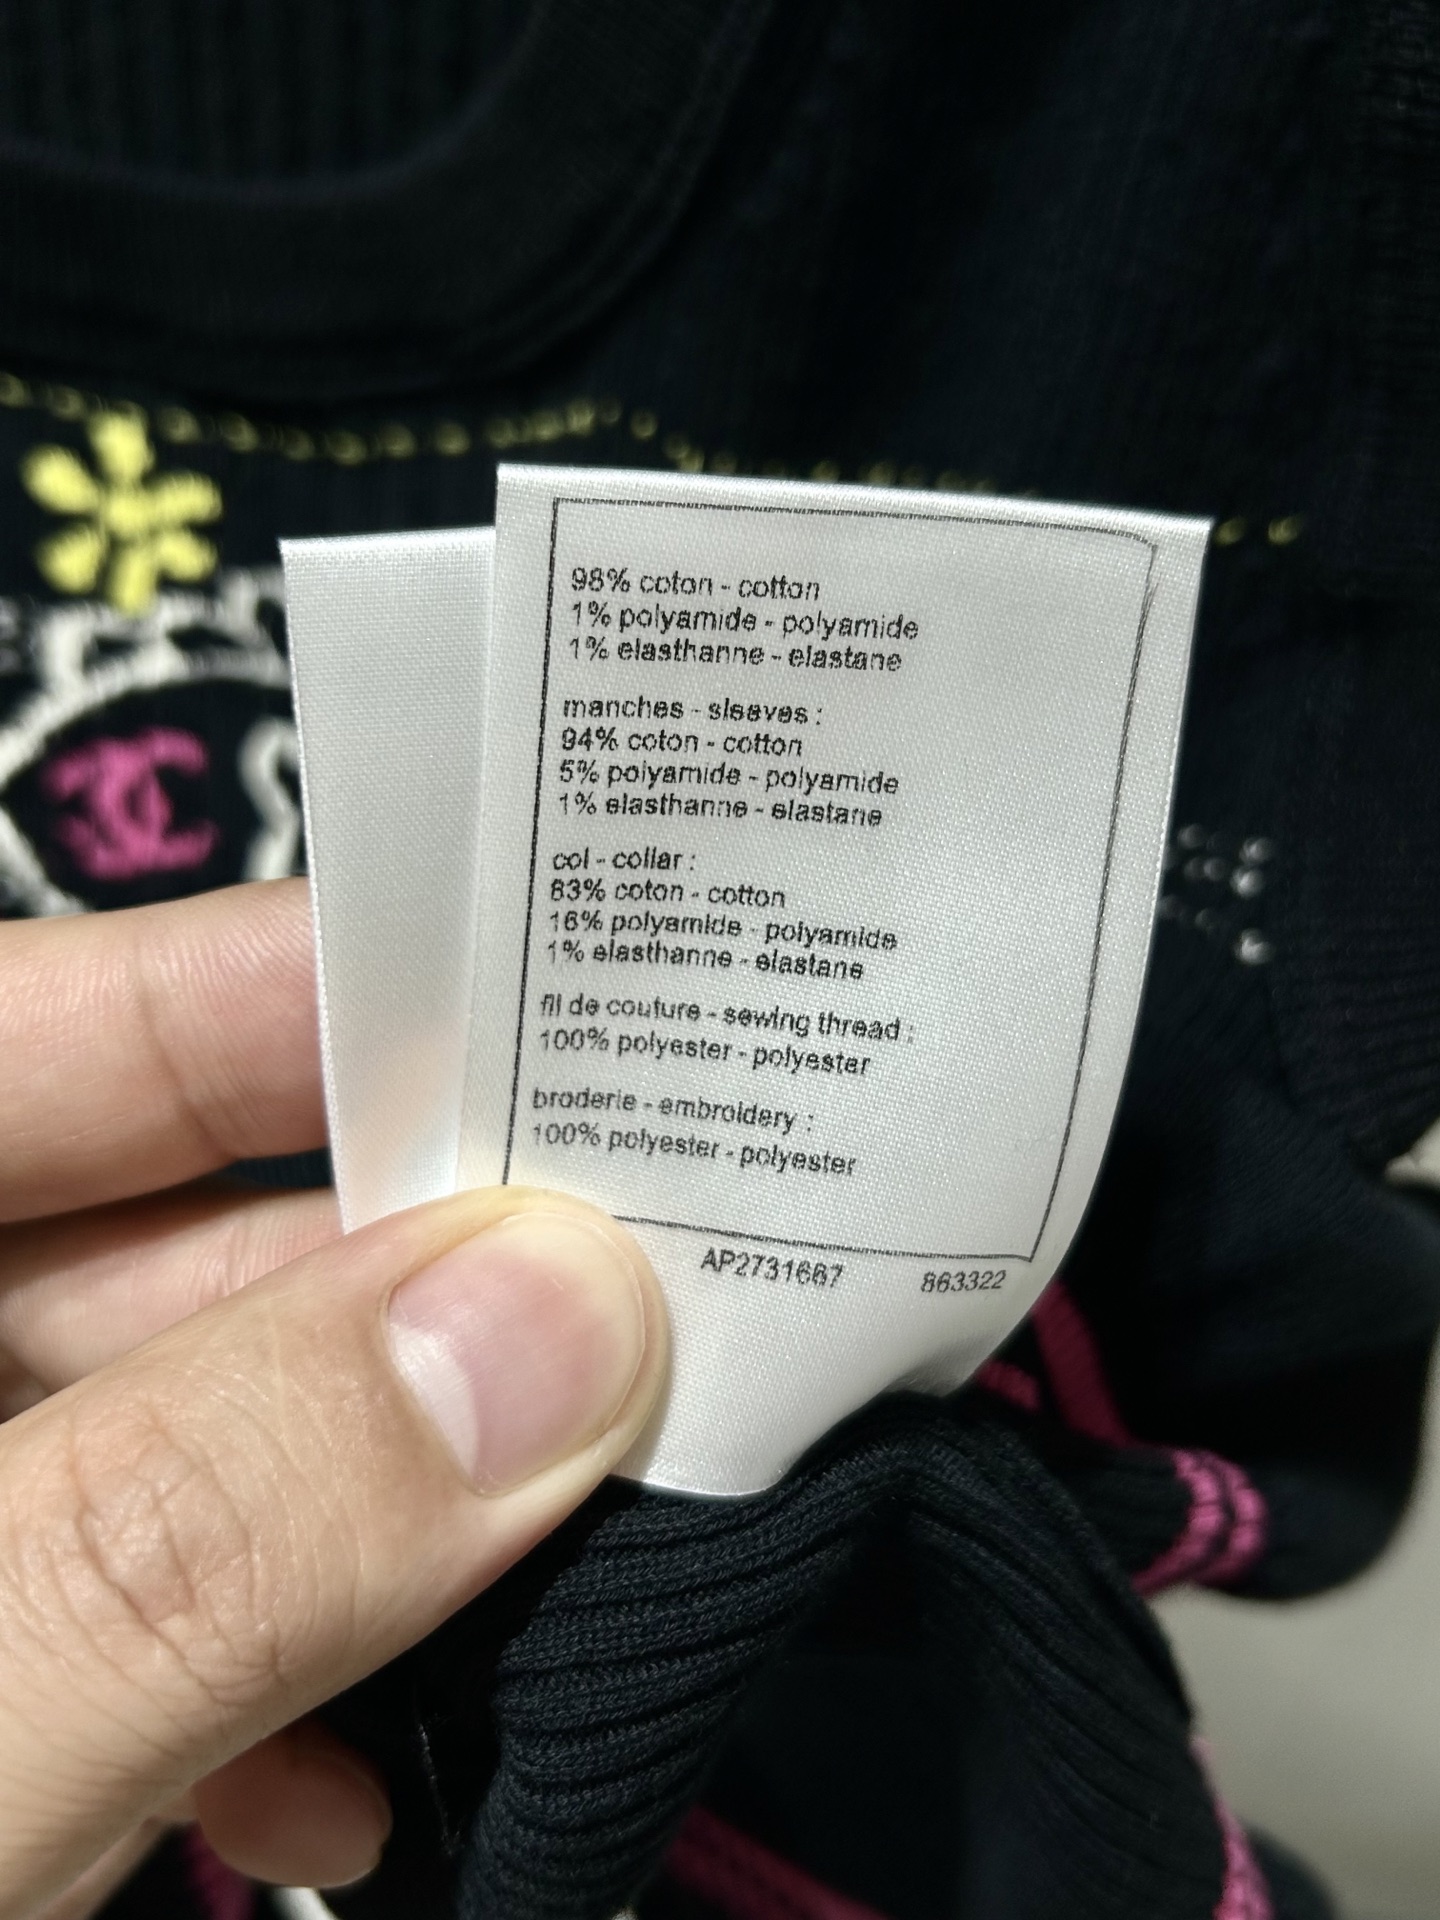 98% coton - cotton
1% polyamide - polyamide
1% elasthanne - elastane
manches - sleeves :
94% coton - cotton
5% polyamide - polyamide
1% elasthanne - elastane
col - collar :
83% coton - cotton
16% polyamide - polyamide
1% elasthanne - elastane
fil de couture - sewing thread :
100% polyester - polyester
broderie - embroidery :
100% polyester - polyester
AP2731667 863322